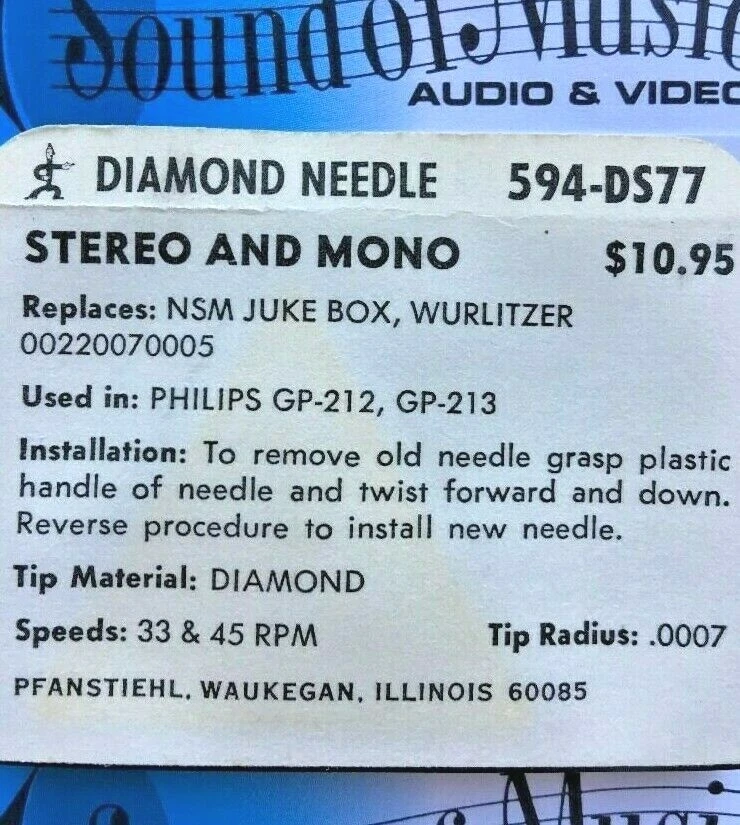 Sound of Music
AUDIO & VIDEO
DIAMOND NEEDLE 594-DS77
STEREO AND MONO $10.95
Replaces: NSM JUKE BOX, WURLITZER
00220070005
Used in: PHILIPS GP-212, GP-213
Installation: To remove old needle grasp plastic
handle of needle and twist forward and down.
Reverse procedure to install new needle.
Tip Material: DIAMOND
Speeds: 33 & 45 RPM Tip Radius: .0007
PFANSTIEHL, WAUKEGAN, ILLINOIS 60085